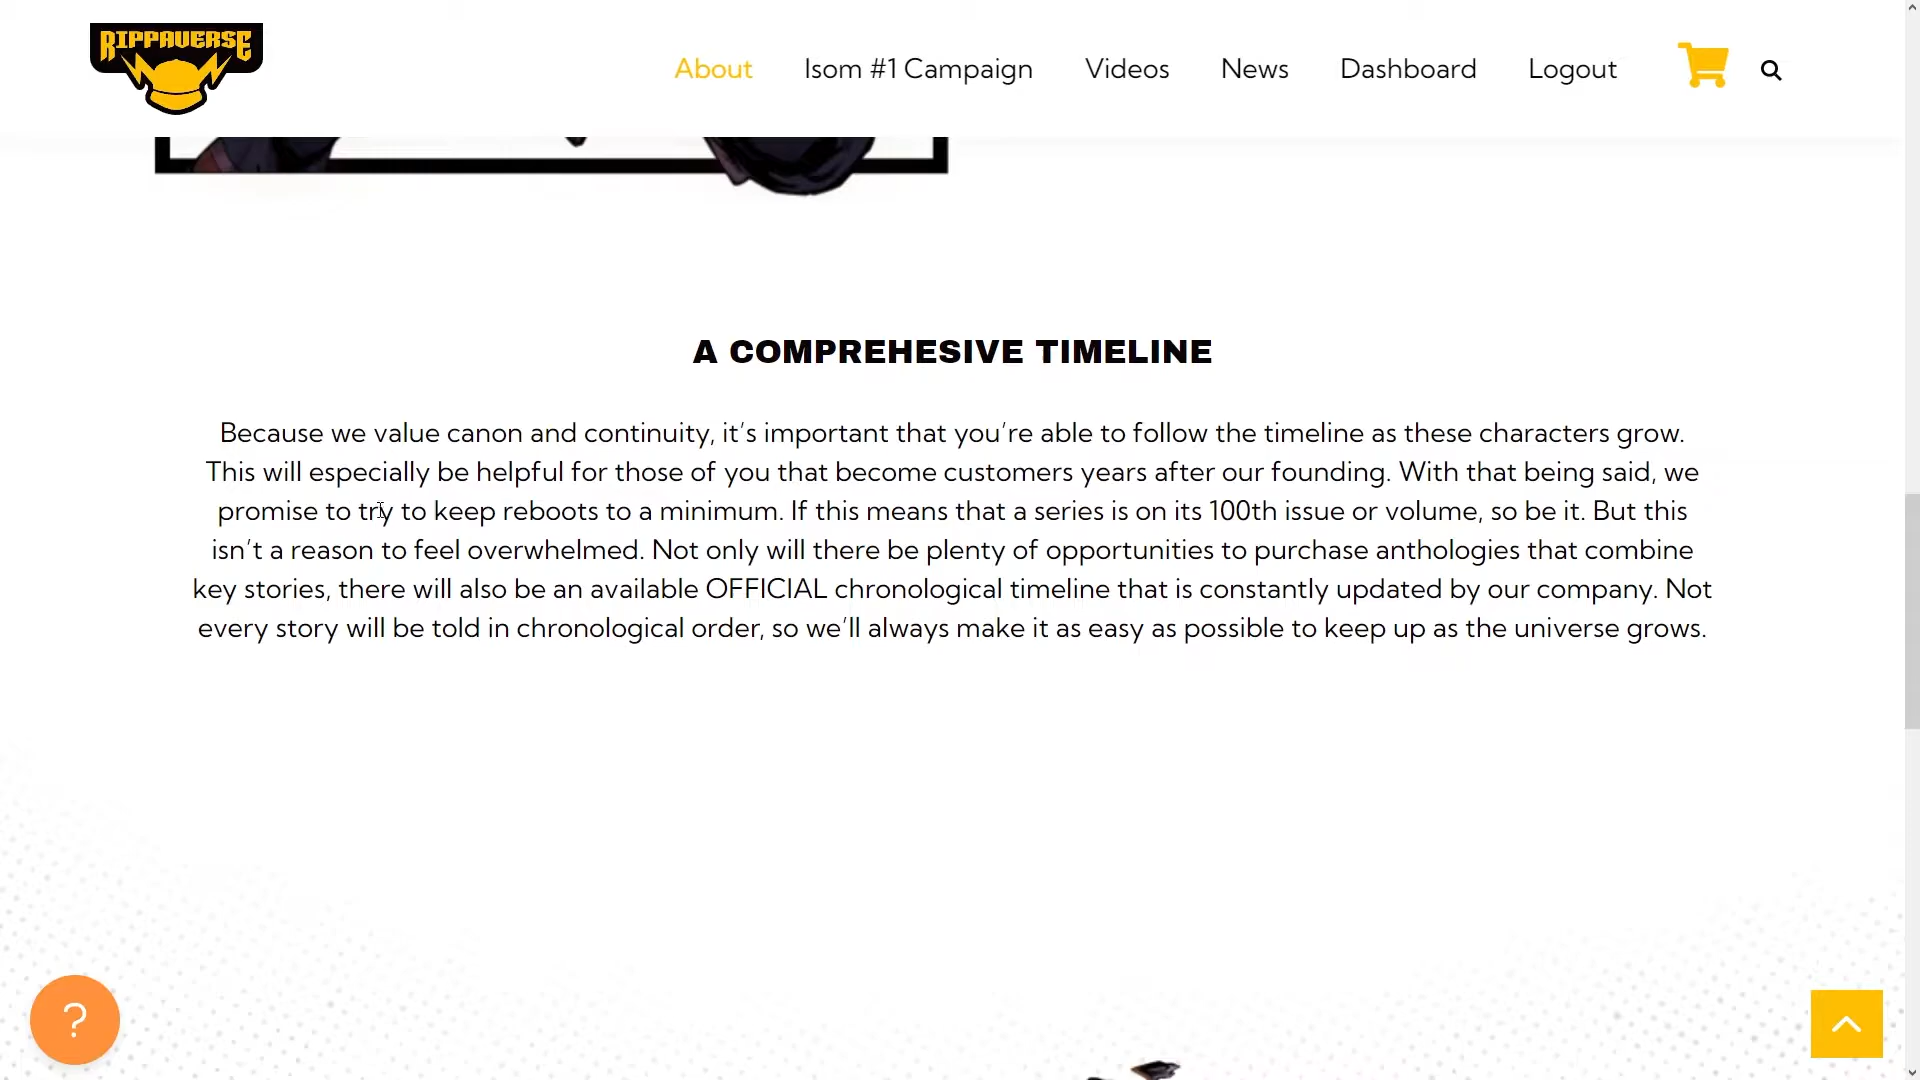 RIPPAVERSE
About Isom #1 Campaign Videos News Dashboard Logout
A COMPREHESIVE TIMELINE
Because we value canon and continuity, it’s important that you’re able to follow the timeline as these characters grow.
This will especially be helpful for those of you that become customers years after our founding. With that being said, we
promise to try to keep reboots to a minimum. If this means that a series is on its 100th issue or volume, so be it. But this
isn’t a reason to feel overwhelmed. Not only will there be plenty of opportunities to purchase anthologies that combine
key stories, there will also be an available OFFICIAL chronological timeline that is constantly updated by our company. Not
every story will be told in chronological order, so we’ll always make it as easy as possible to keep up as the universe grows.
?